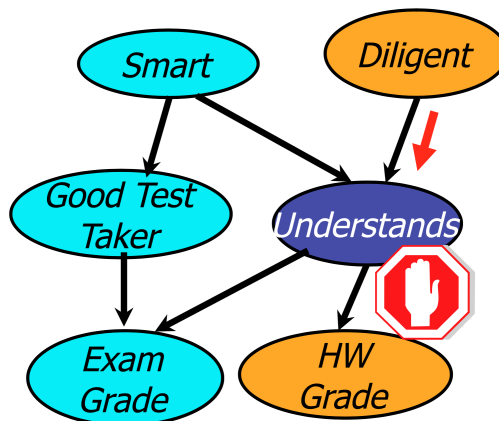 Smart
Diligent
Good Test
Taker
Understands
Exam
Grade
HW
Grade